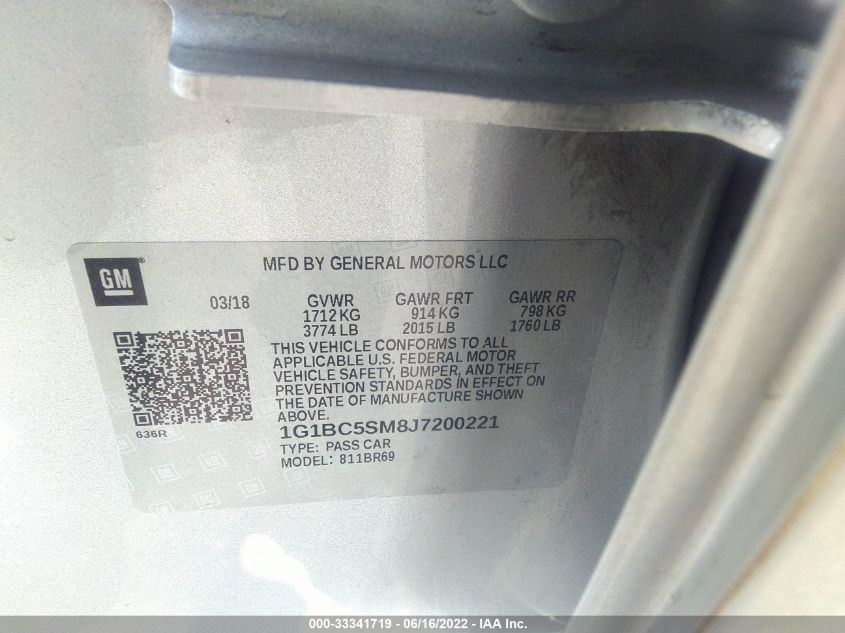 GM
MFD BY GENERAL MOTORS LLC
03/18 GVWR GAWR FRT GAWR RR
1712 KG 914 KG 798 KG
3774 LB 2015 LB 1760 LB
THIS VEHICLE CONFORMS TO ALL
APPLICABLE U.S. FEDERAL MOTOR
VEHICLE SAFETY, BUMPER, AND THEFT
PREVENTION STANDARDS IN EFFECT ON
THE DATE OF MANUFACTURE SHOWN
ABOVE.
636R
1G1BC5SM8J7200221
TYPE: PASS CAR
MODEL: 811BR69
000-33341719 - 06/16/2022 - IAA Inc.